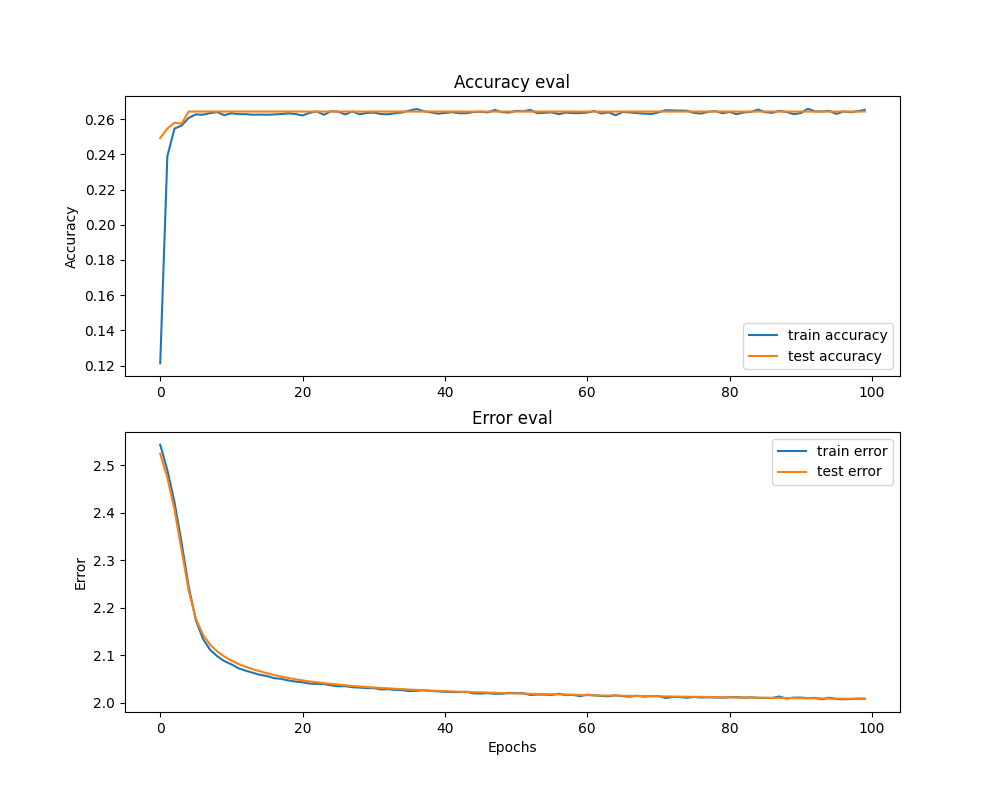 Accuracy eval
0.26
0.24
0.22
0.20
0.18
0.16
0.14
0.12
Accuracy
train accuracy
test accuracy
0 20 40 60 80 100
Error eval
2.5
2.4
2.3
2.2
2.1
2.0
Error
train error
test error
0 20 40 60 80 100
Epochs